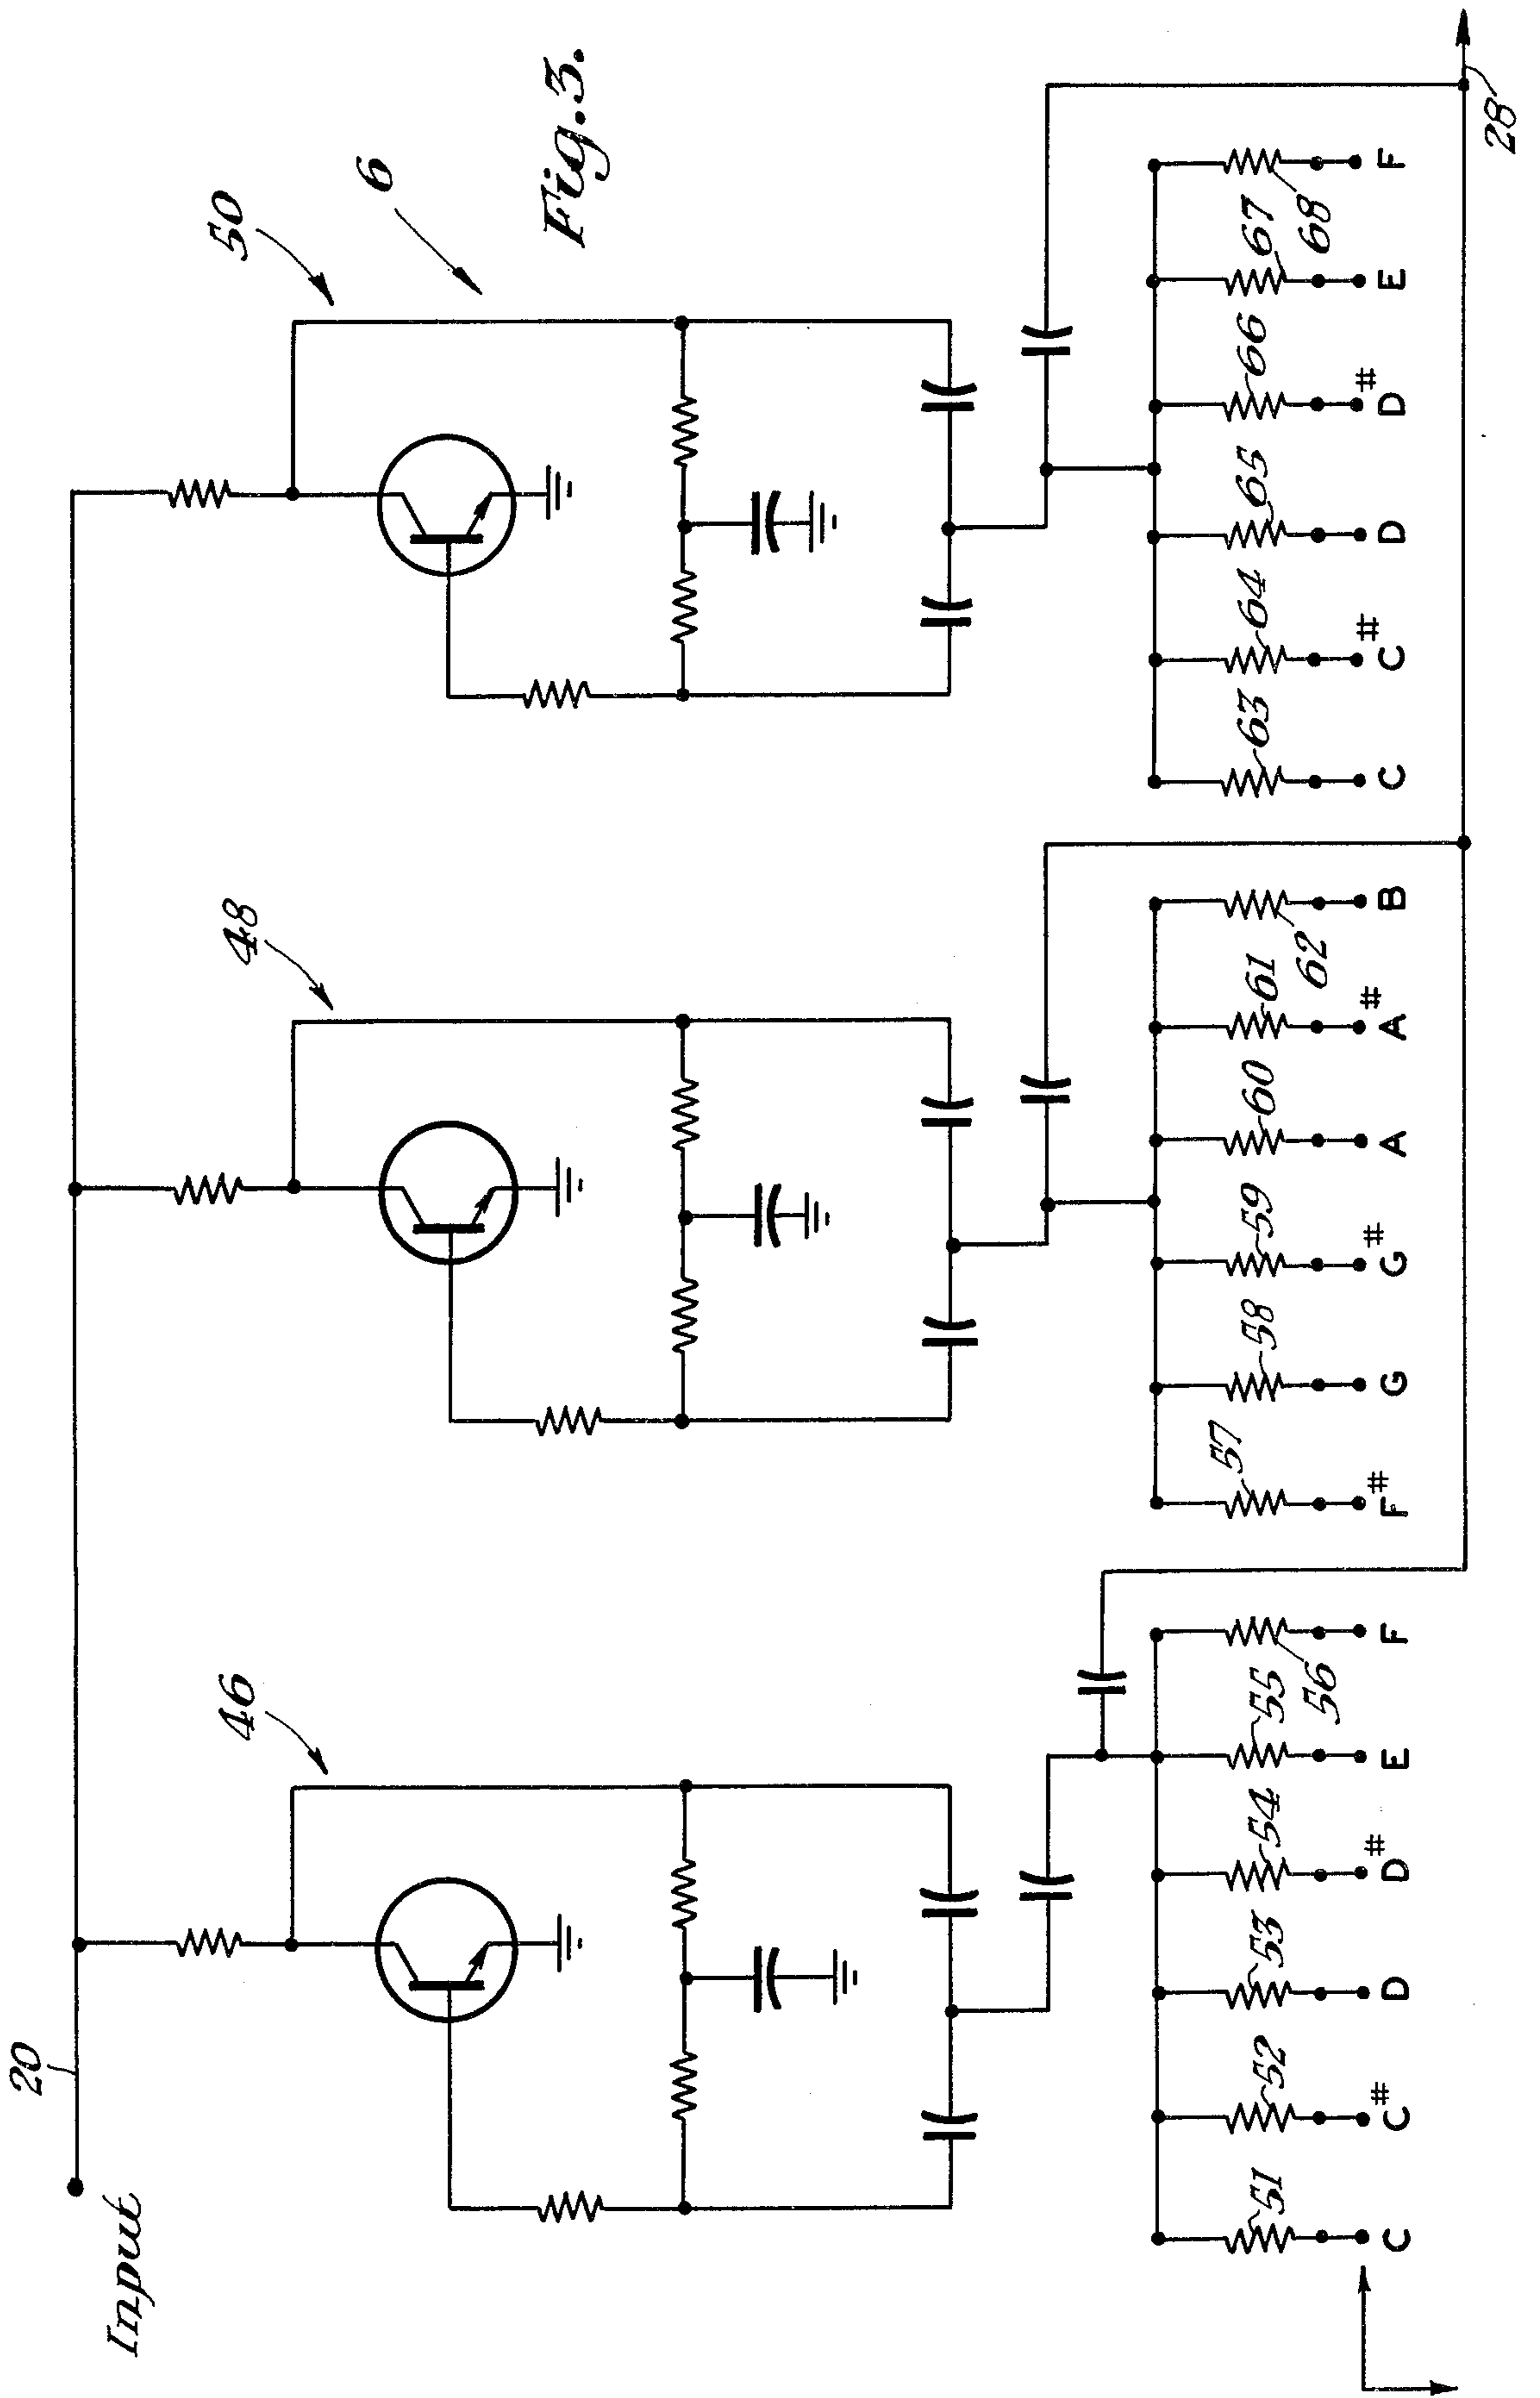 Input
20
46
48
50
6
Fig.3.
51 52 53 54 55 56
57 58 59 60 61 62
63 64 65 66 67 68
C C# D D# E F
F# G G# A A# B
C C# D D# E F
28